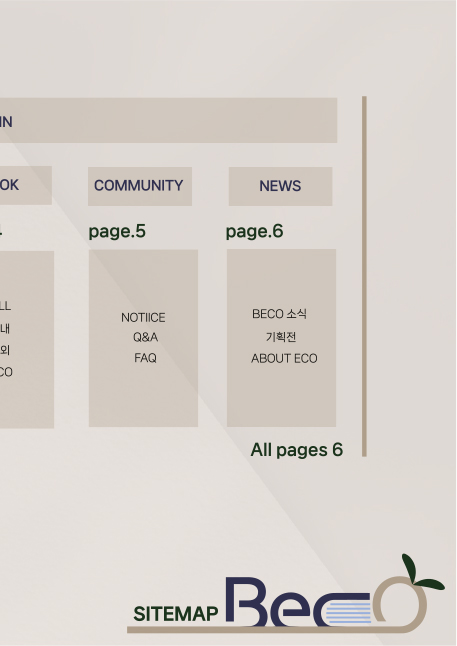 IN
OK
COMMUNITY
NEWS
page.5
page.6
LL
내
외
CO
NOTIICE
Q&A
FAQ
BECO 소식
기획전
ABOUT ECO
All pages 6
SITEMAP Beco